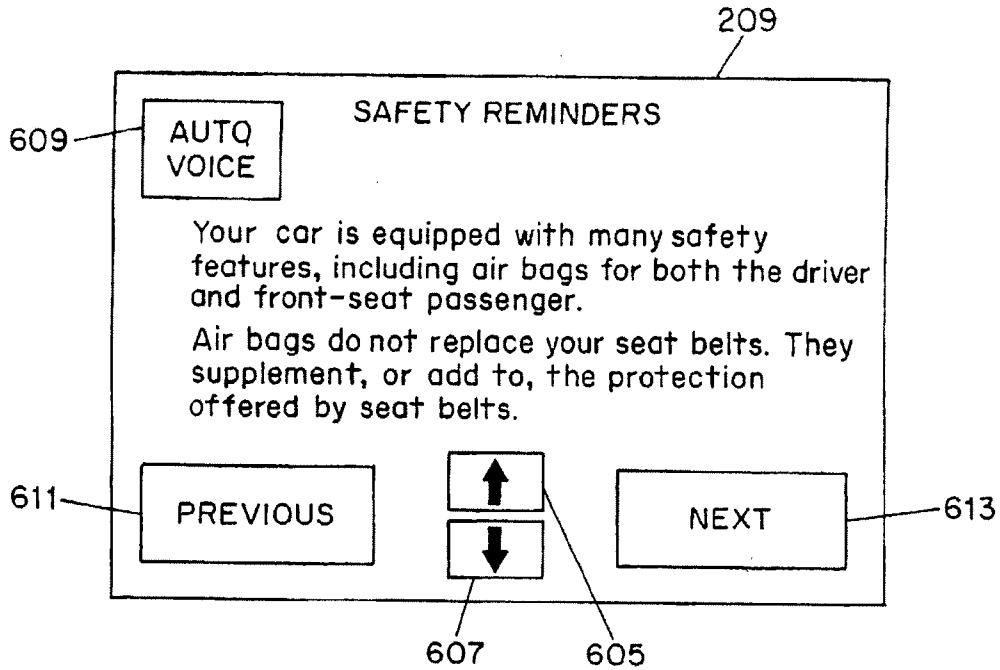 209
SAFETY REMINDERS
609
AUTO
VOICE
Your car is equipped with many safety
features, including air bags for both the driver
and front-seat passenger.
Air bags do not replace your seat belts. They
supplement, or add to, the protection
offered by seat belts.
611
PREVIOUS
NEXT
613
607
605